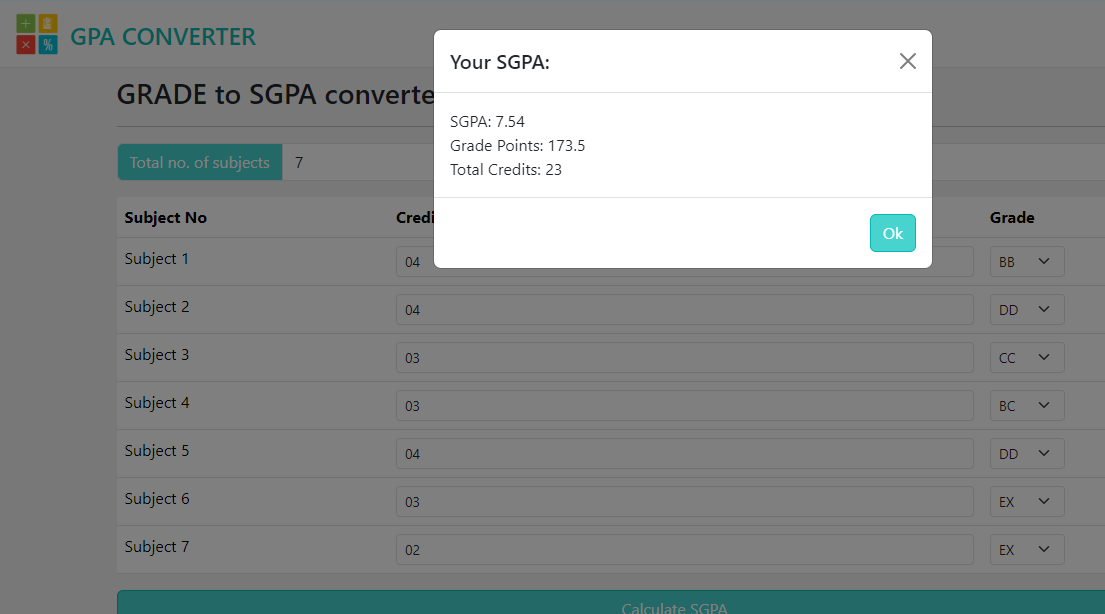 GPA CONVERTER
Your SGPA:
GRADE to SGPA converte
SGPA: 7.54
Grade Points: 173.5
Total Credits: 23
Total no. of subjects 7
Ok
Subject No Credi Grade
Subject 1 04 BB
Subject 2 04 DD
Subject 3 03 CC
Subject 4 03 BC
Subject 5 04 DD
Subject 6 03 EX
Subject 7 02 EX
Calculate SGPA